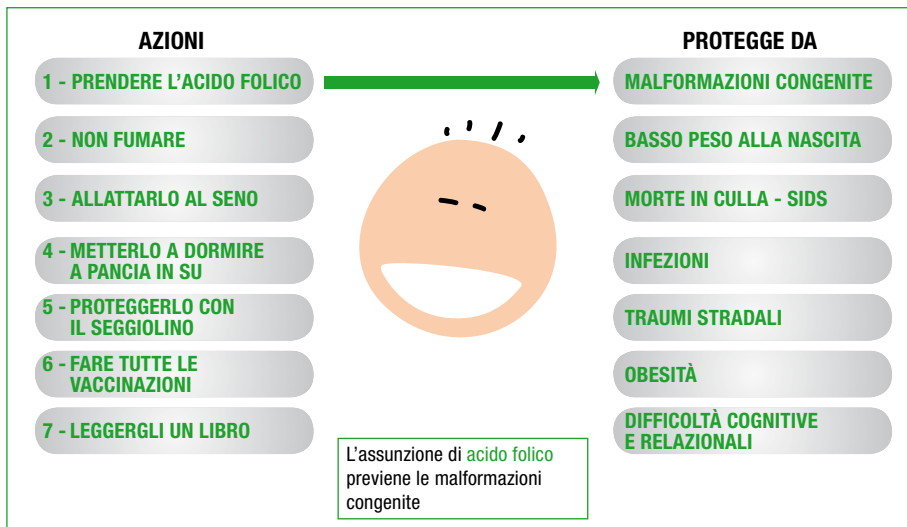 AZIONI
1 - PRENDERE L'ACIDO FOLICO
2 - NON FUMARE
3 - ALLATTARLO AL SENO
4 - METTERLO A DORMIRE
A PANCIA IN SU
5 - PROTEGGERLO CON
IL SEGGIOLINO
6 - FARE TUTTE LE
VACCINAZIONI
7 - LEGGERGLI UN LIBRO
PROTEGGE DA
MALFORMAZIONI CONGENITE
BASSO PESO ALLA NASCITA
MORTE IN CULLA - SIDS
INFEZIONI
TRAUMI STRADALI
OBESITÀ
DIFFICOLTÀ COGNITIVE
E RELAZIONALI
L'assunzione di acido folico
previene le malformazioni
congenite